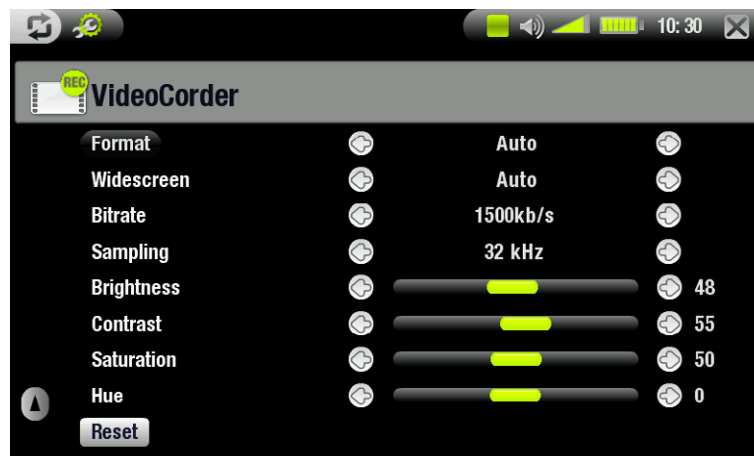 10:30
REC
VideoCorder
Format Auto
Widescreen Auto
Bitrate 1500kb/s
Sampling 32 kHz
Brightness 48
Contrast 55
Saturation 50
Hue 0
Reset